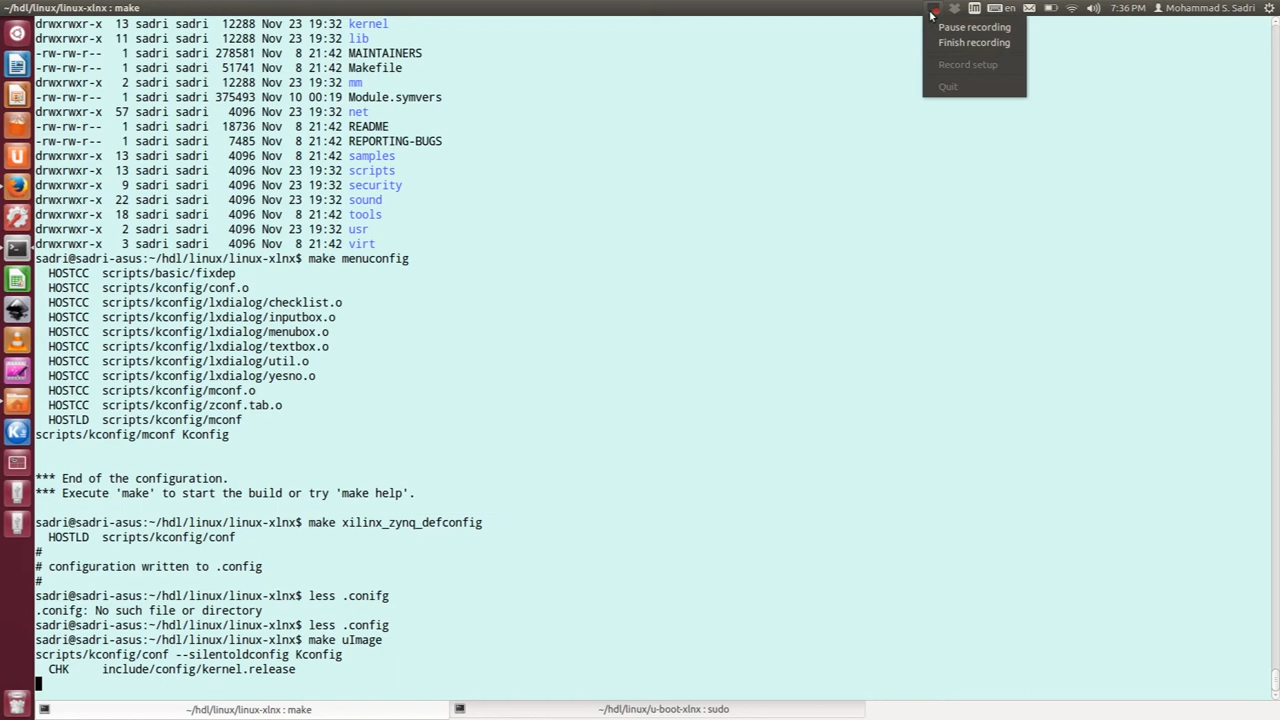 ~/hdl/linux/linux-xlnx : make
en
7:36 PM
Mohammad S. Sadri
Pause recording
Finish recording
Record setup
Quit
drwxrwxr-x  13 sadri sadri  12288 Nov 23 19:32 kernel
drwxrwxr-x  11 sadri sadri  12288 Nov 23 19:32 lib
-rw-rw-r--   1 sadri sadri 278581 Nov  8 21:42 MAINTAINERS
-rw-rw-r--   1 sadri sadri  51741 Nov  8 21:42 Makefile
drwxrwxr-x   2 sadri sadri  12288 Nov 23 19:32 mm
-rw-rw-r--   1 sadri sadri 375493 Nov 10 00:19 Module.symvers
drwxrwxr-x  57 sadri sadri   4096 Nov 23 19:32 net
-rw-rw-r--   1 sadri sadri  18736 Nov  8 21:42 README
-rw-rw-r--   1 sadri sadri   7485 Nov  8 21:42 REPORTING-BUGS
drwxrwxr-x  13 sadri sadri   4096 Nov  8 21:42 samples
drwxrwxr-x  13 sadri sadri   4096 Nov 23 19:32 scripts
drwxrwxr-x   9 sadri sadri   4096 Nov 23 19:32 security
drwxrwxr-x  22 sadri sadri   4096 Nov 23 19:32 sound
drwxrwxr-x  18 sadri sadri   4096 Nov  8 21:42 tools
drwxrwxr-x   2 sadri sadri   4096 Nov 23 19:32 usr
drwxrwxr-x   3 sadri sadri   4096 Nov  8 21:42 virt
sadri@sadri-asus:~/hdl/linux/linux-xlnx$ make menuconfig
  HOSTCC  scripts/basic/fixdep
  HOSTCC  scripts/kconfig/conf.o
  HOSTCC  scripts/kconfig/lxdialog/checklist.o
  HOSTCC  scripts/kconfig/lxdialog/inputbox.o
  HOSTCC  scripts/kconfig/lxdialog/menubox.o
  HOSTCC  scripts/kconfig/lxdialog/textbox.o
  HOSTCC  scripts/kconfig/lxdialog/util.o
  HOSTCC  scripts/kconfig/lxdialog/yesno.o
  HOSTCC  scripts/kconfig/mconf.o
  HOSTCC  scripts/kconfig/zconf.tab.o
  HOSTLD  scripts/kconfig/mconf
scripts/kconfig/mconf Kconfig
*** End of the configuration.
*** Execute 'make' to start the build or try 'make help'.
sadri@sadri-asus:~/hdl/linux/linux-xlnx$ make xilinx_zynq_defconfig
  HOSTLD  scripts/kconfig/conf
#
# configuration written to .config
#
sadri@sadri-asus:~/hdl/linux/linux-xlnx$ less .conifg
.conifg: No such file or directory
sadri@sadri-asus:~/hdl/linux/linux-xlnx$ less .config
sadri@sadri-asus:~/hdl/linux/linux-xlnx$ make uImage
scripts/kconfig/conf --silentoldconfig Kconfig
  CHK     include/config/kernel.release
~/hdl/linux/linux-xlnx : make
~/hdl/linux/u-boot-xlnx : sudo